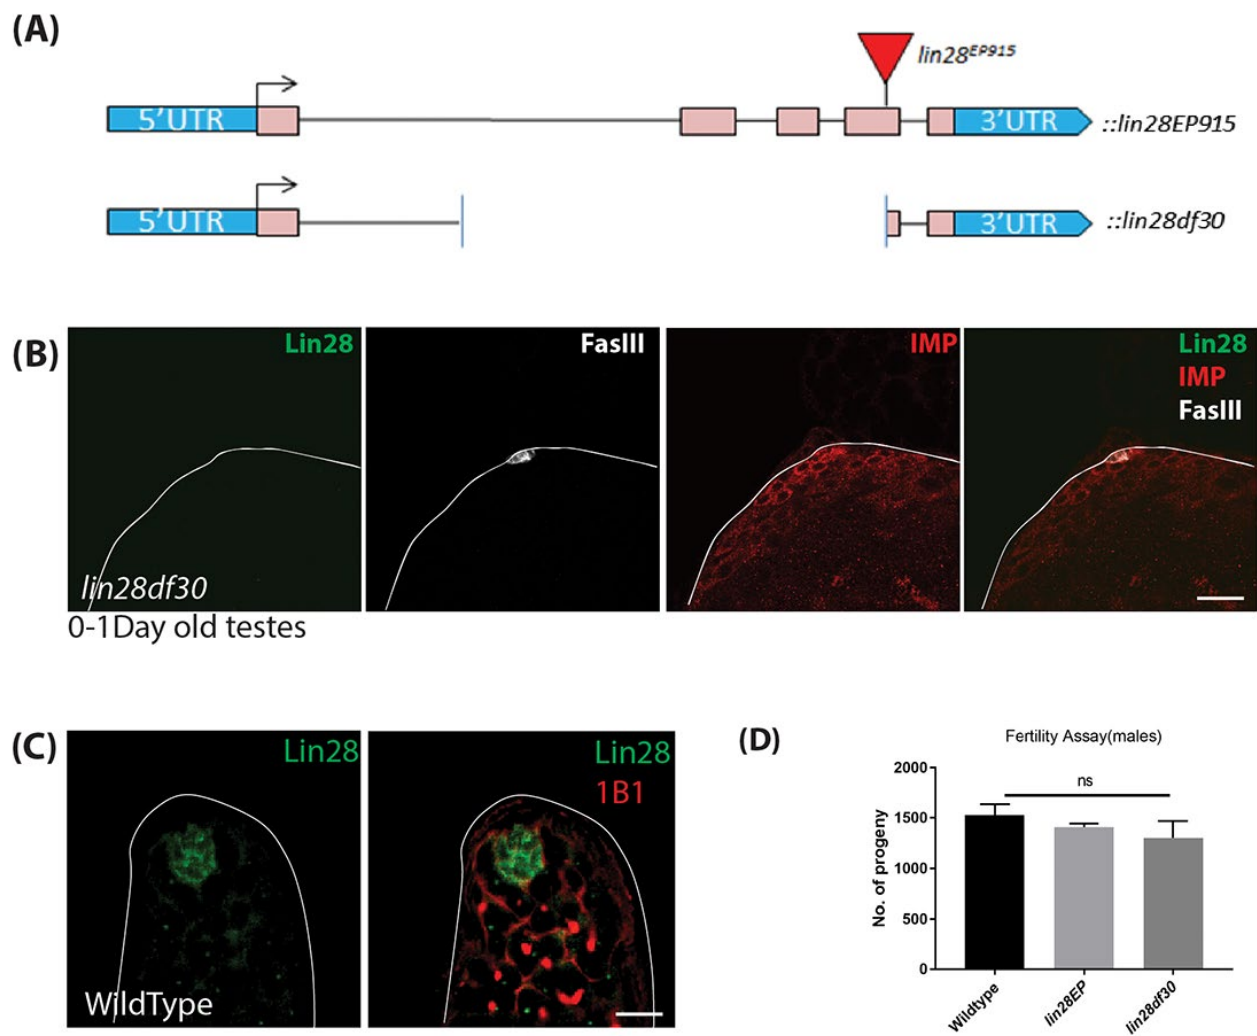 (A)
lin28EP915
5'UTR
3'UTR
::lin28EP915
5'UTR
3'UTR
::lin28df30
(B)
Lin28
FasIII
IMP
Lin28
IMP
FasIII
lin28df30
0-1Day old testes
(C)
Lin28
Lin28
1B1
WildType
(D)
Fertility Assay(males)
2000
ns
1500
1000
500
0
No. of progeny
Wildtype
lin28EP
lin28df30